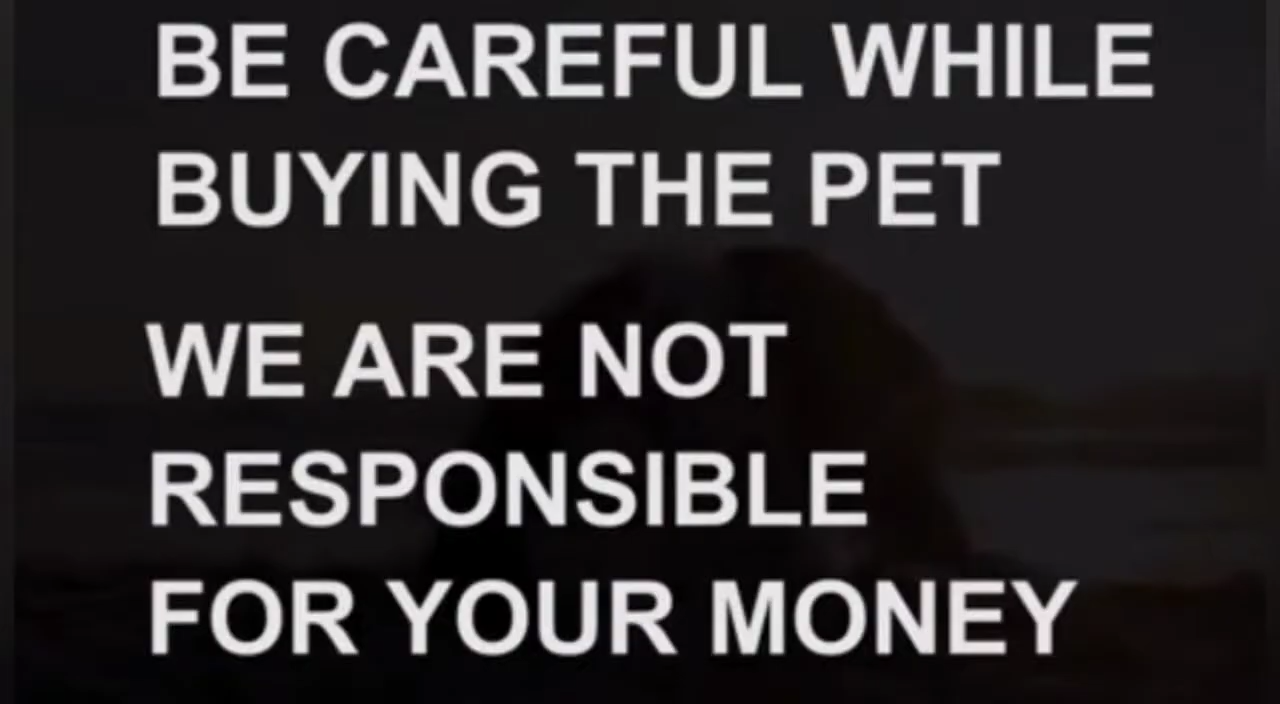 BE CAREFUL WHILE
BUYING THE PET
WE ARE NOT
RESPONSIBLE
FOR YOUR MONEY